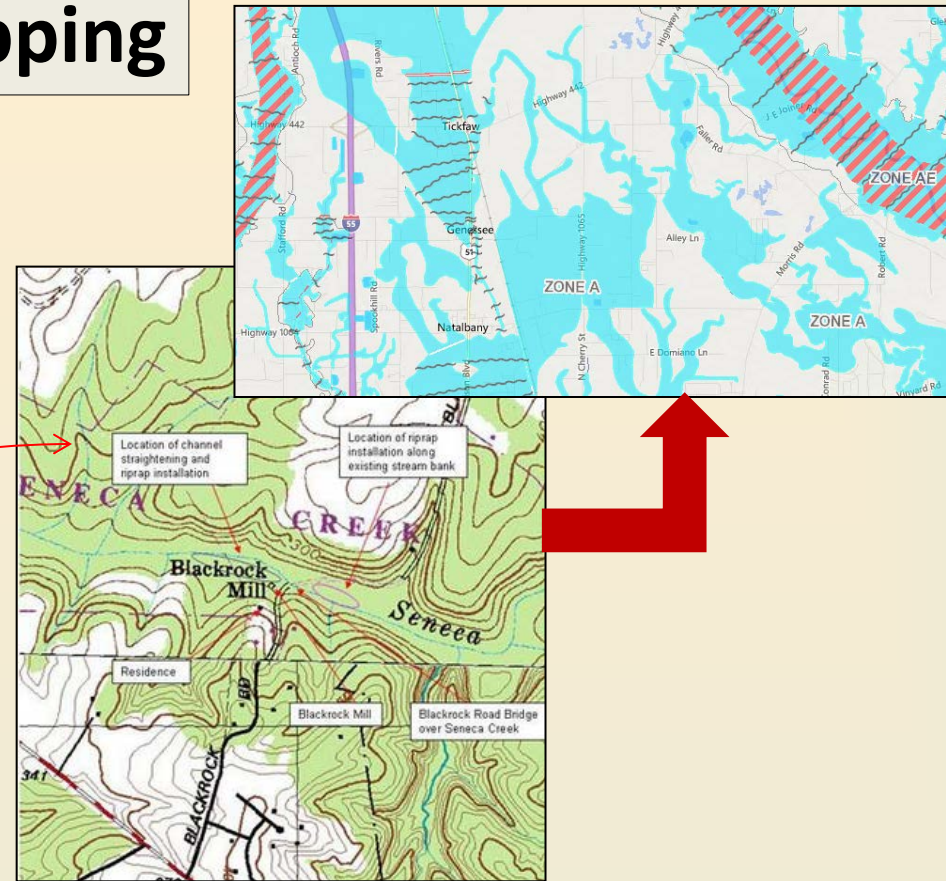 pping
Highway 442
Antioch Rd
Rivers Rd
Highway 442
Tickfaw
Faller Rd
J E Joiner Rd
ZONE AE
Stafford Rd
55
Genessee
51
Highway 1065
Alley Ln
Morris Rd
Robert Rd
ZONE A
ZONE A
Spookhill Rd
Highway 1064
Natalbany
N Cherry St
E Domiano Ln
Vinyard Rd
Location of channel
straightening and
riprap installation
Location of riprap
installation along
existing stream bank
ENECA
CREEK
300
Blackrock
Mill
Seneca
Residence
RD
Blackrock Mill
Blackrock Road Bridge
over Seneca Creek
341
BLACKROCK